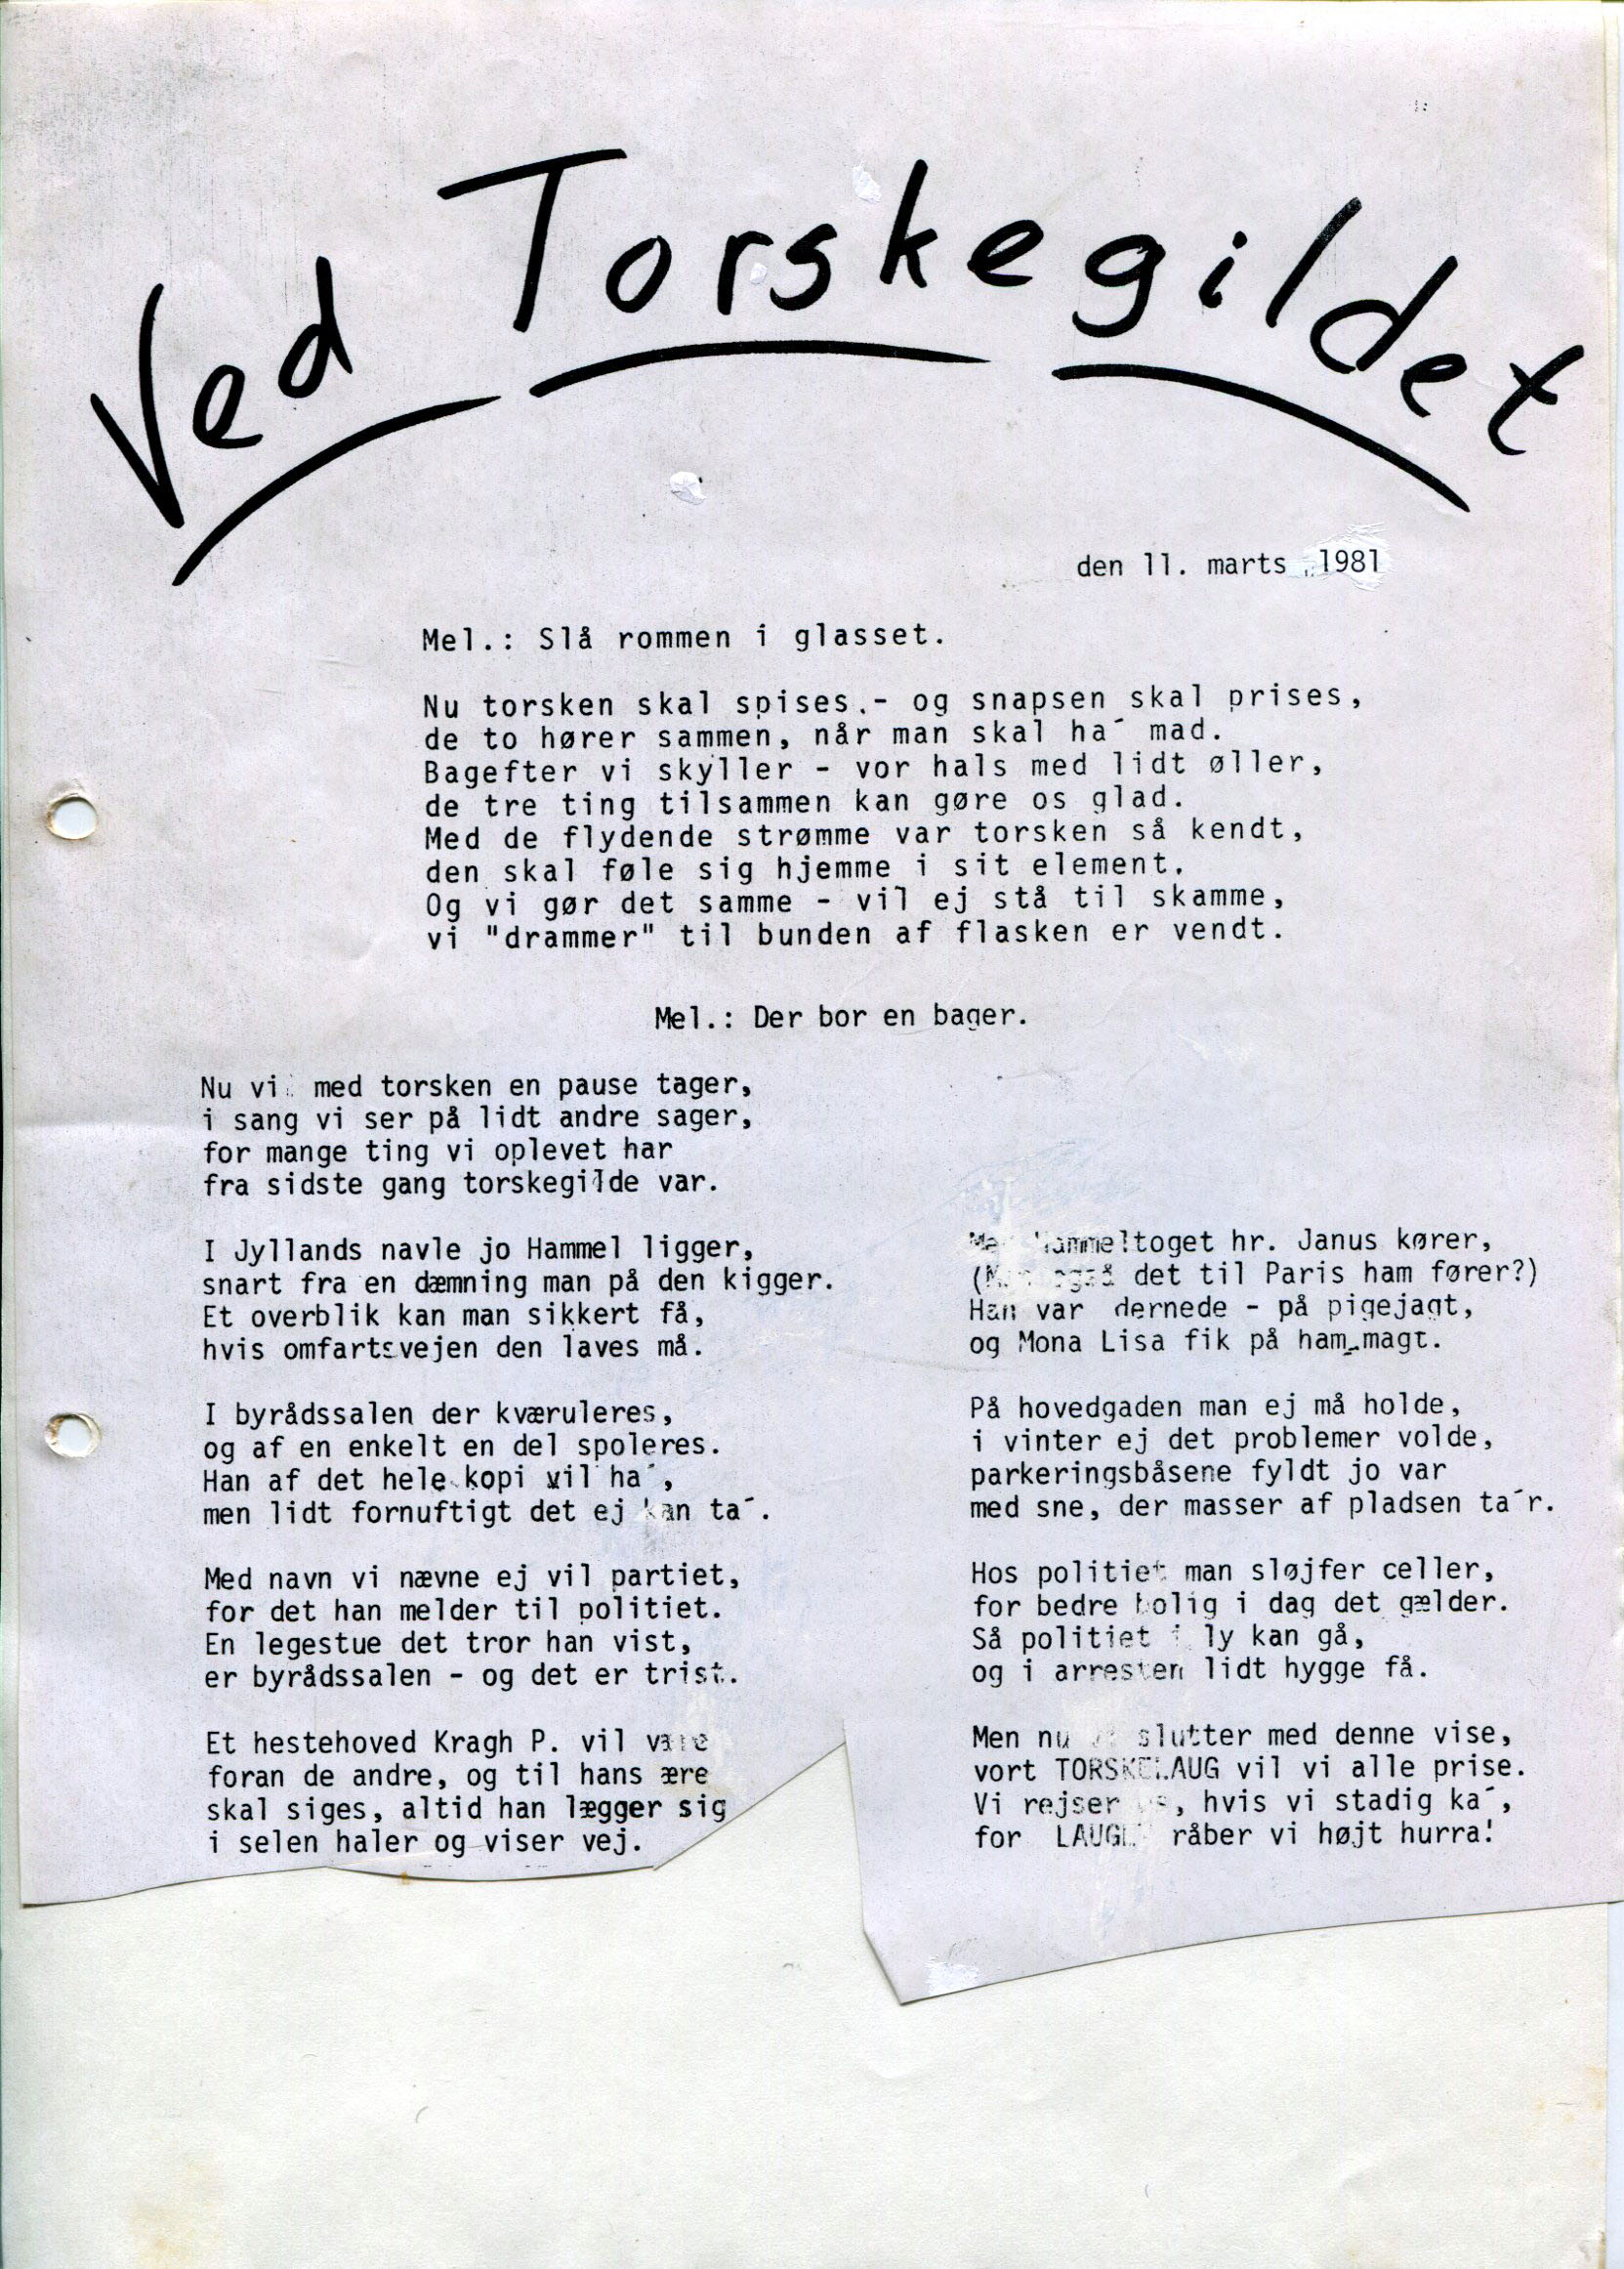 Ved Torskegildet
den 11. marts 1981
Mel.: Slå rommen i glasset.
Nu torsken skal spises.- og snapsen skal prises,
de to hører sammen, når man skal ha´ mad.
Bagefter vi skyller - vor hals med lidt øller,
de tre ting tilsammen kan gøre os glad.
Med de flydende strømme var torsken så kendt,
den skal føle sig hjemme i sit element.
Og vi gør det samme - vil ej stå til skamme,
vi "drammer" til bunden af flasken er vendt.
Mel.: Der bor en bager.
Nu vi med torsken en pause tager,
i sang vi ser på lidt andre sager,
for mange ting vi oplevet har
fra sidste gang torskegilde var.
I Jyllands navle jo Hammel ligger,
snart fra en dæmning man på den kigger.
Et overblik kan man sikkert få,
hvis omfartsvejen den laves må.
I byrådssalen der kværuleres,
og af en enkelt en del spoleres.
Han af det hele kopi vil ha´,
men lidt fornuftigt det ej kan ta´.
Med navn vi nævne ej vil partiet,
for det han melder til politiet.
En legestue det tror han vist,
er byrådssalen - og det er trist.
Et hestehoved Kragh P. vil være
foran de andre, og til hans ære
skal siges, altid han lægger sig
i selen haler og viser vej.
Hammeltoget hr. Janus kører,
det til Paris ham fører?)
Han var dernede - på pigejagt,
og Mona Lisa fik på ham magt.
På hovedgaden man ej må holde,
i vinter ej det problemer volde,
parkeringsbåsene fyldt jo var
med sne, der masser af pladsen ta´r.
Hos politiet man sløjfer celler,
for bedre bolig i dag det gælder.
Så politiet i ly kan gå,
og i arresten lidt hygge få.
Men nu slutter med denne vise,
vort TORSKELAUG vil vi alle prise.
Vi rejser os, hvis vi stadig ka´,
for råber vi højt hurra!